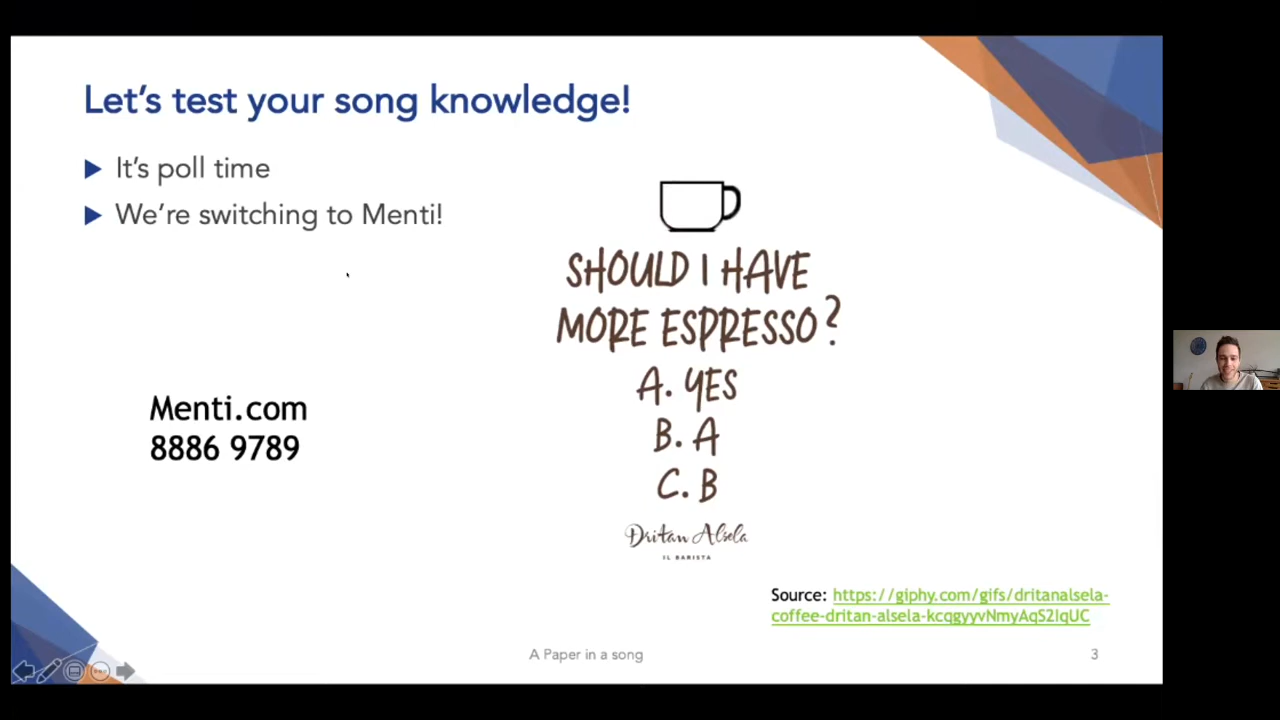 Let's test your song knowledge!
It's poll time
We're switching to Menti!
SHOULD I HAVE
MORE ESPRESSO?
A. YES
B. A
C. B
Menti.com
8886 9789
Dritan Alsela
IL BARISTA
Source: https://giphy.com/gifs/dritanalsela-
coffee-dritan-alsela-kcqgyyvNmyAqS2IqUC
A Paper in a song
3